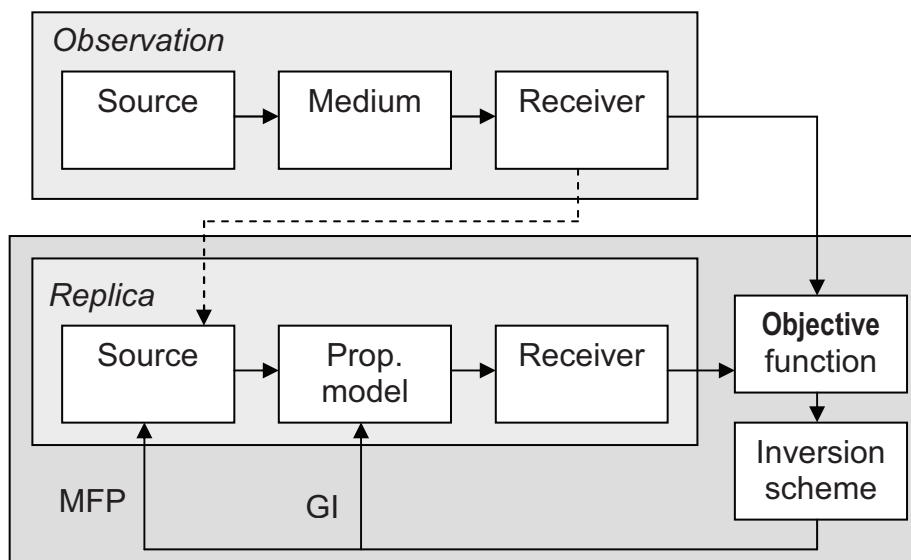 Observation
Source
Medium
Receiver
Replica
Source
Prop.
model
Receiver
Objective
function
Inversion
scheme
MFP
GI